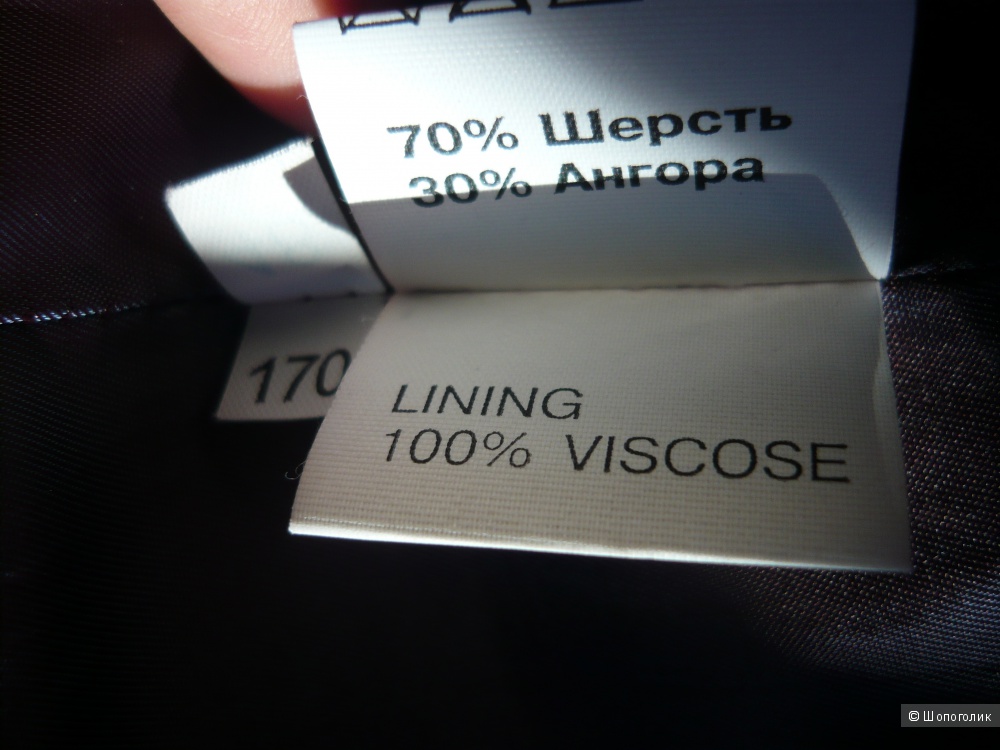 70% Шерсть
30% Ангора
170
LINING
100% VISCOSE
© Шопоголик